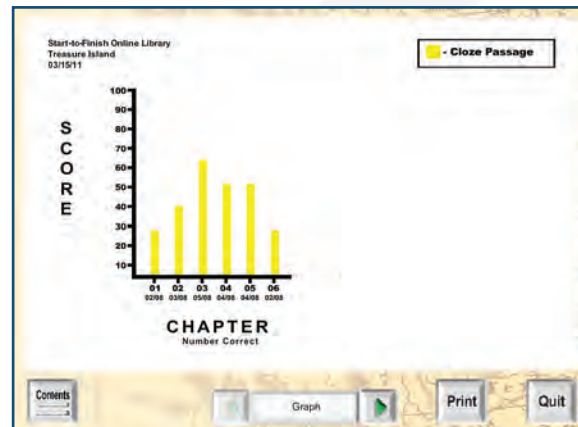 Start-to-Finish Online Library
Treasure Island
03/15/11
- Cloze Passage
SCORE
100
90
80
70
60
50
40
30
20
10
01 02 03 04 05 06
02/08 03/08 05/08 04/08 04/08 02/08
CHAPTER
Number Correct
Contents
Graph
Print
Quit